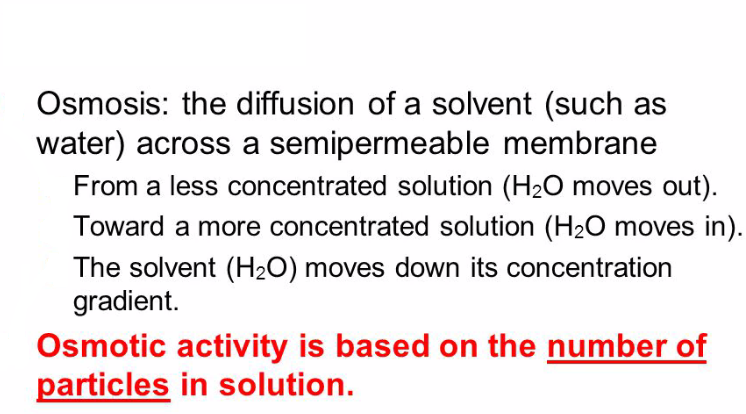 Osmosis: the diffusion of a solvent (such as
water) across a semipermeable membrane
From a less concentrated solution (H₂O moves out).
Toward a more concentrated solution (H₂O moves in).
The solvent (H₂O) moves down its concentration
gradient.
Osmotic activity is based on the number of
particles in solution.